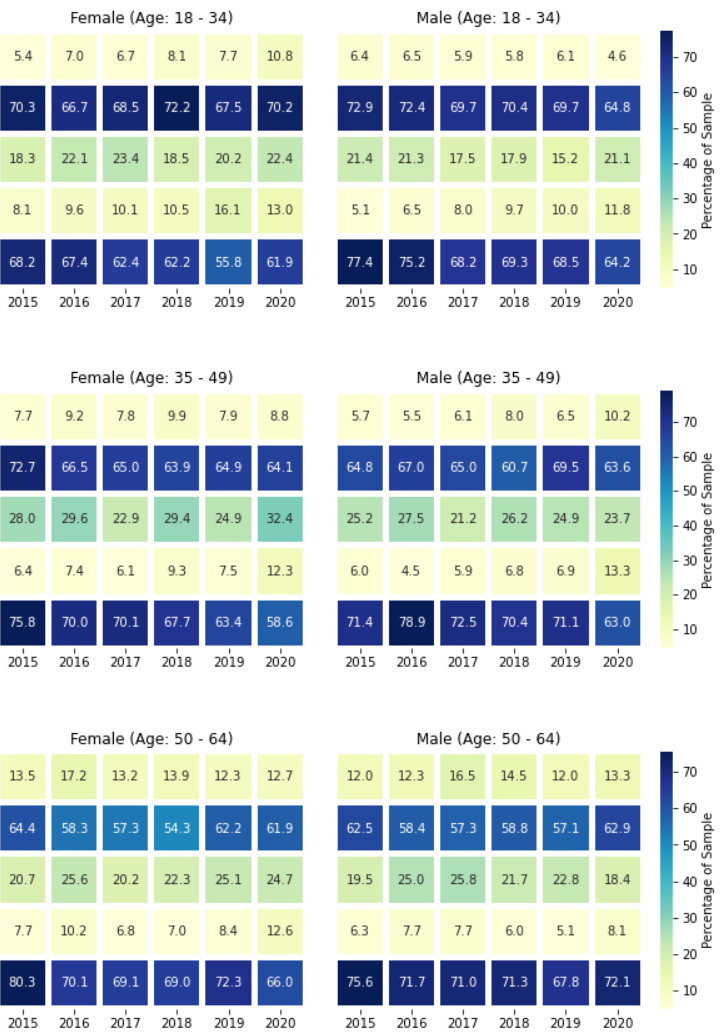 Female (Age: 18 - 34) Male (Age: 18 - 34)
5.4 7.0 6.7 8.1 7.7 10.8 6.4 6.5 5.9 5.8 6.1 4.6
70.3 66.7 68.5 72.2 67.5 70.2 72.9 72.4 69.7 70.4 69.7 64.8
18.3 22.1 23.4 18.5 20.2 22.4 21.4 21.3 17.5 17.9 15.2 21.1
8.1 9.6 10.1 10.5 16.1 13.0 5.1 6.5 8.0 9.7 10.0 11.8
68.2 67.4 62.4 62.2 55.8 61.9 77.4 75.2 68.2 69.3 68.5 64.2
2015 2016 2017 2018 2019 2020 2015 2016 2017 2018 2019 2020
70
60
50
40
30
20
10
Percentage of Sample
Female (Age: 35 - 49) Male (Age: 35 - 49)
7.7 9.2 7.8 9.9 7.9 8.8 5.7 5.5 6.1 8.0 6.5 10.2
72.7 66.5 65.0 63.9 64.9 64.1 64.8 67.0 65.0 60.7 69.5 63.6
28.0 29.6 22.9 29.4 24.9 32.4 25.2 27.5 21.2 26.2 24.9 23.7
6.4 7.4 6.1 9.3 7.5 12.3 6.0 4.5 5.9 6.8 6.9 13.3
75.8 70.0 70.1 67.7 63.4 58.6 71.4 78.9 72.5 70.4 71.1 63.0
2015 2016 2017 2018 2019 2020 2015 2016 2017 2018 2019 2020
70
60
50
40
30
20
10
Percentage of Sample
Female (Age: 50 - 64) Male (Age: 50 - 64)
13.5 17.2 13.2 13.9 12.3 12.7 12.0 12.3 16.5 14.5 12.0 13.3
64.4 58.3 57.3 54.3 62.2 61.9 62.5 58.4 57.3 58.8 57.1 62.9
20.7 25.6 20.2 22.3 25.1 24.7 19.5 25.0 25.8 21.7 22.8 18.4
7.7 10.2 6.8 7.0 8.4 12.6 6.3 7.7 7.7 6.0 5.1 8.1
80.3 70.1 69.1 69.0 72.3 66.0 75.6 71.7 71.0 71.3 67.8 72.1
2015 2016 2017 2018 2019 2020 2015 2016 2017 2018 2019 2020
70
60
50
40
30
20
10
Percentage of Sample